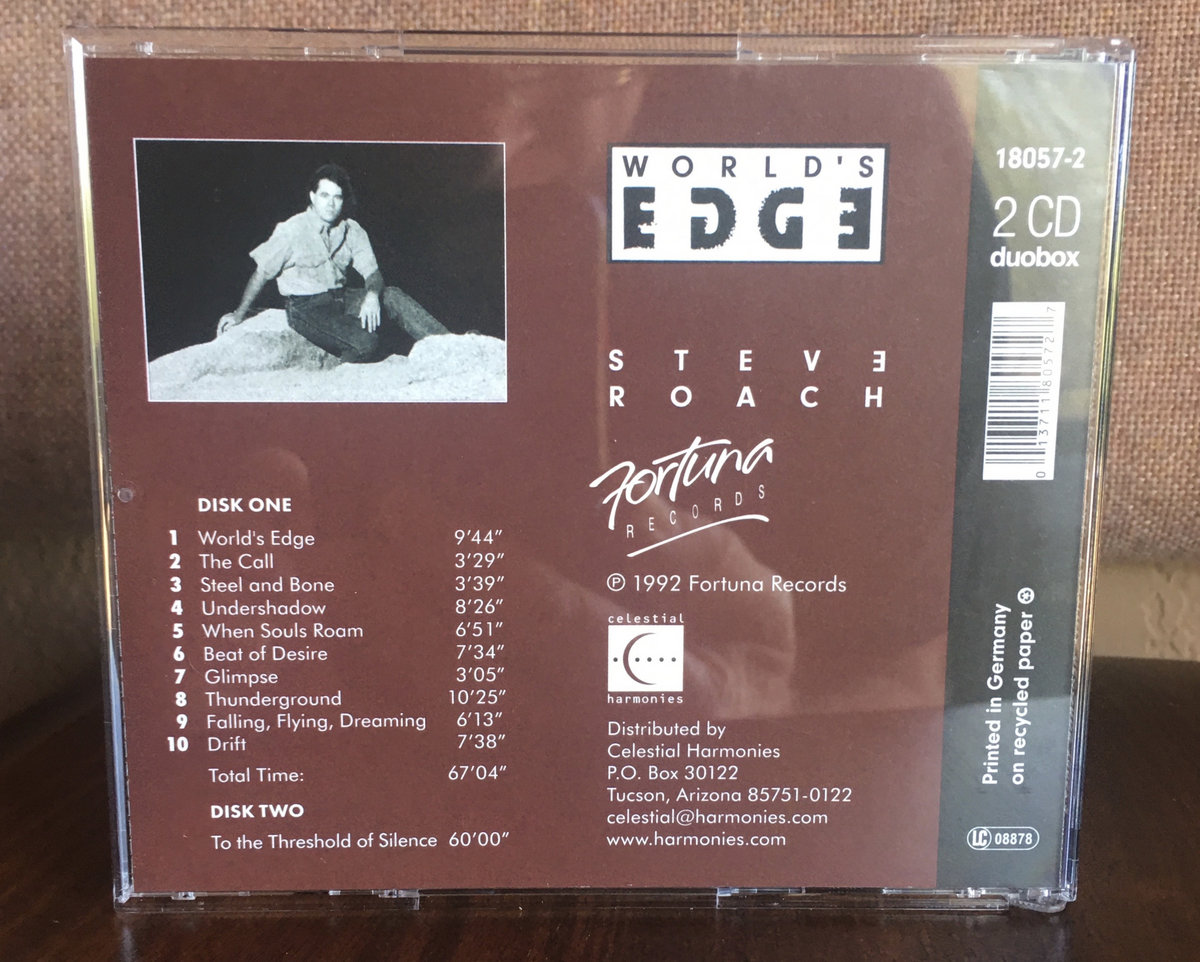 WORLD'S
EDGE
STEVE
ROACH
Fortuna
RECORDS
℗ 1992 Fortuna Records
celestial
harmonies
Distributed by
Celestial Harmonies
P.O. Box 30122
Tucson, Arizona 85751-0122
celestial@harmonies.com
www.harmonies.com
DISK ONE
1 World's Edge 9'44"
2 The Call 3'29"
3 Steel and Bone 3'39"
4 Undershadow 8'26"
5 When Souls Roam 6'51"
6 Beat of Desire 7'34"
7 Glimpse 3'05"
8 Thunderground 10'25"
9 Falling, Flying, Dreaming 6'13"
10 Drift 7'38"
Total Time: 67'04"
DISK TWO
To the Threshold of Silence 60'00"
18057-2
2 CD
duobox
0 13711 80572 7
Printed in Germany
on recycled paper
LC 08878